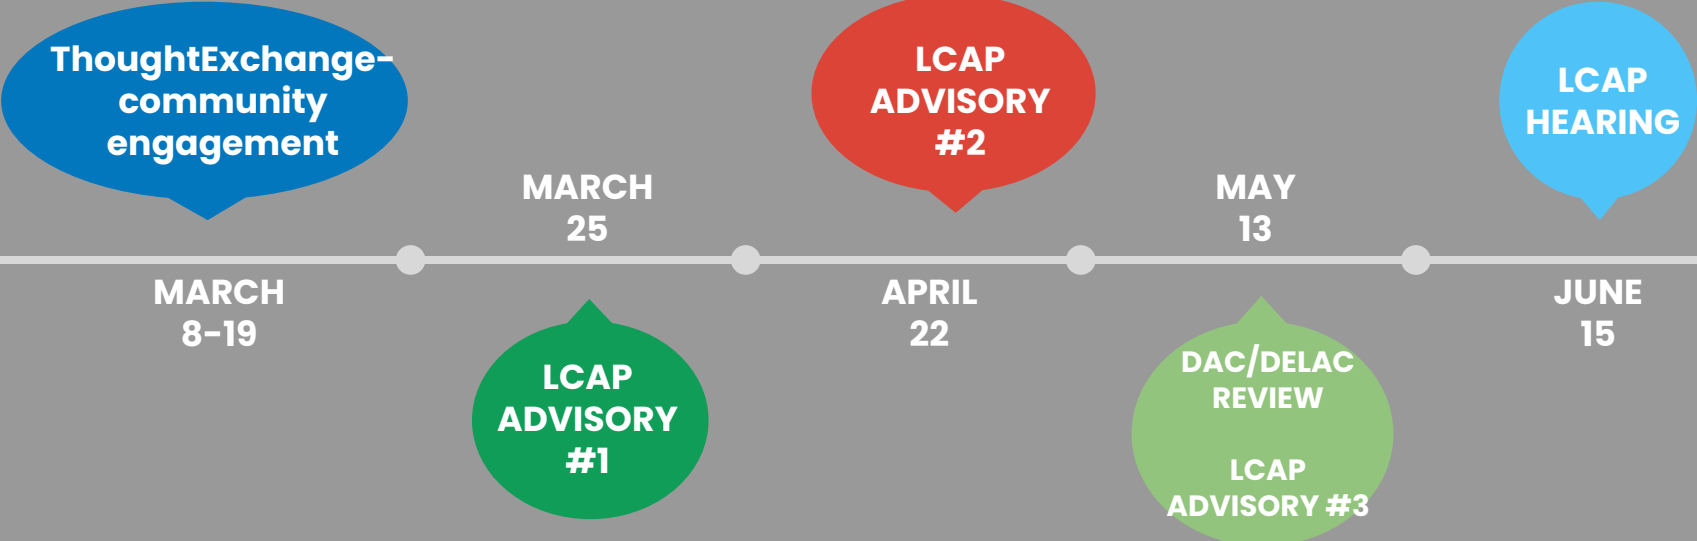 ThoughtExchange-
community
engagement
MARCH
8-19
MARCH
25
LCAP
ADVISORY
#1
LCAP
ADVISORY
#2
APRIL
22
MAY
13
DAC/DELAC
REVIEW
LCAP
ADVISORY #3
LCAP
HEARING
JUNE
15